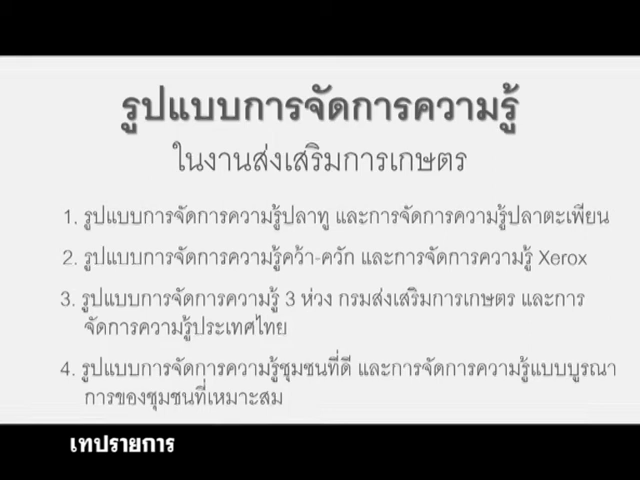 รูปแบบการจัดการความรู้
ในงานส่งเสริมการเกษตร
1. รูปแบบการจัดการความรู้ปลาทู และการจัดการความรู้ปลาตะเพียน
2. รูปแบบการจัดการความรู้คว้า-ควัก และการจัดการความรู้ Xerox
3. รูปแบบการจัดการความรู้ 3 ห่วง กรมส่งเสริมการเกษตร และการ
จัดการความรู้ประเทศไทย
4. รูปแบบการจัดการความรู้ชุมชนที่ดี และการจัดการความรู้แบบบูรณา
การของชุมชนที่เหมาะสม
เทปรายการ